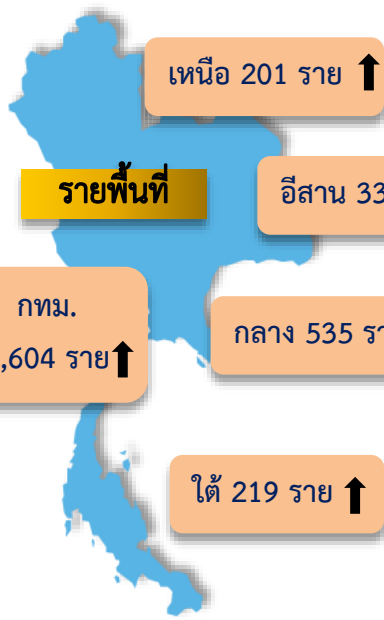 เหนือ 201 ราย
รายพื้นที่
อีสาน
กทม.
,604 ราย
กลาง 535
ใต้ 219 ราย